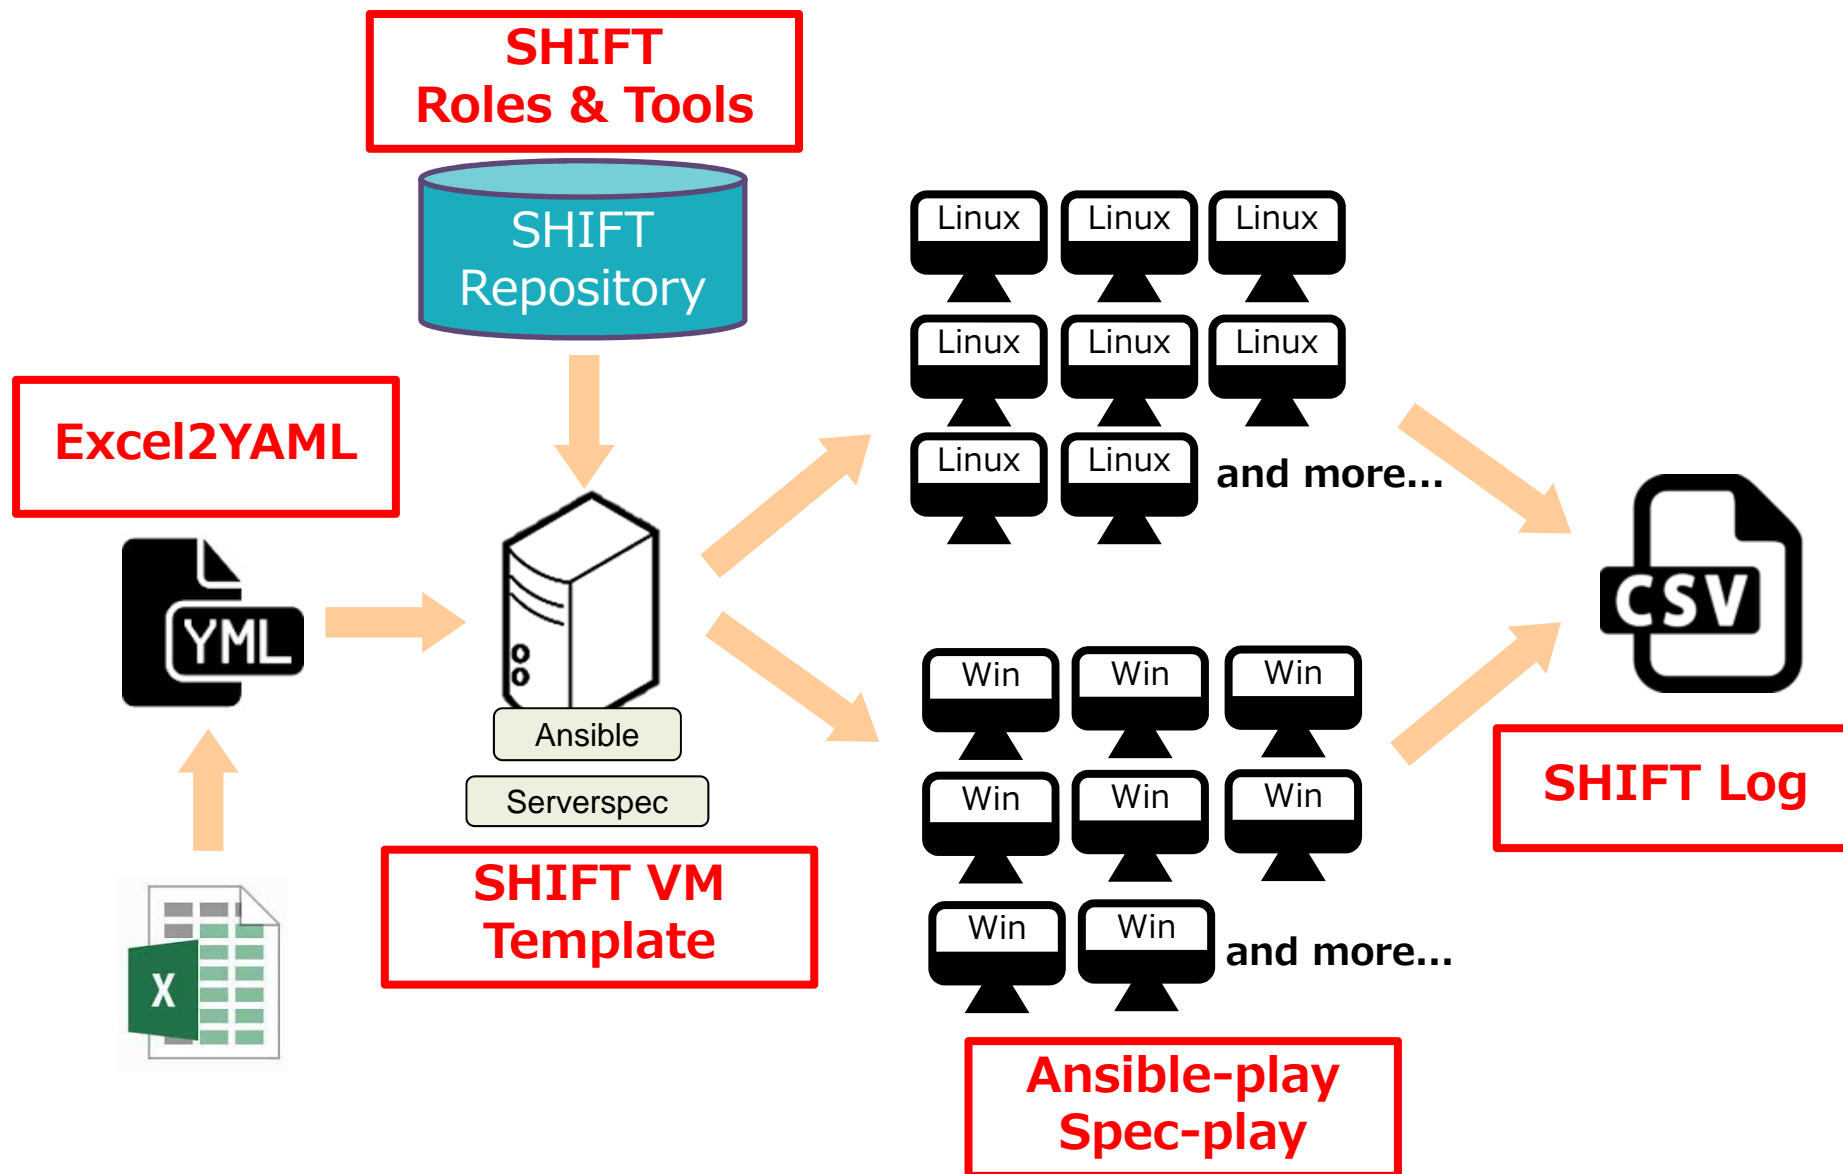 SHIFT
Roles & Tools
SHIFT
Repository
Linux Linux Linux
Linux Linux Linux
Linux Linux and more...
Excel2YAML
YML
X
Ansible
Serverspec
SHIFT VM
Template
Win Win Win
Win Win Win
Win Win and more...
Ansible-play
Spec-play
CSV
SHIFT Log